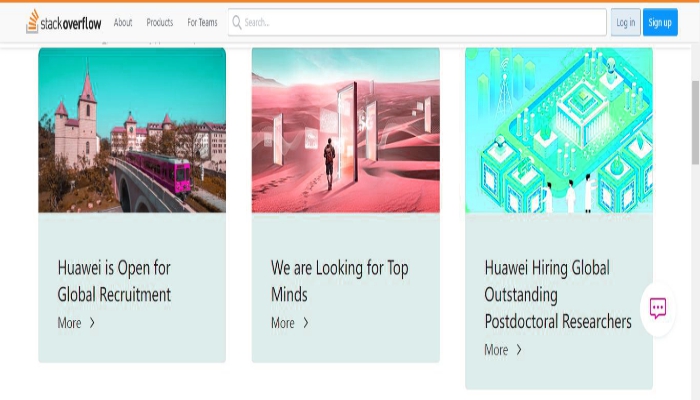 stackoverflow
About
Products
For Teams
Search...
Log in
Sign up
Huawei is Open for
Global Recruitment
More
We are Looking for Top
Minds
More
Huawei Hiring Global
Outstanding
Postdoctoral Researchers
More